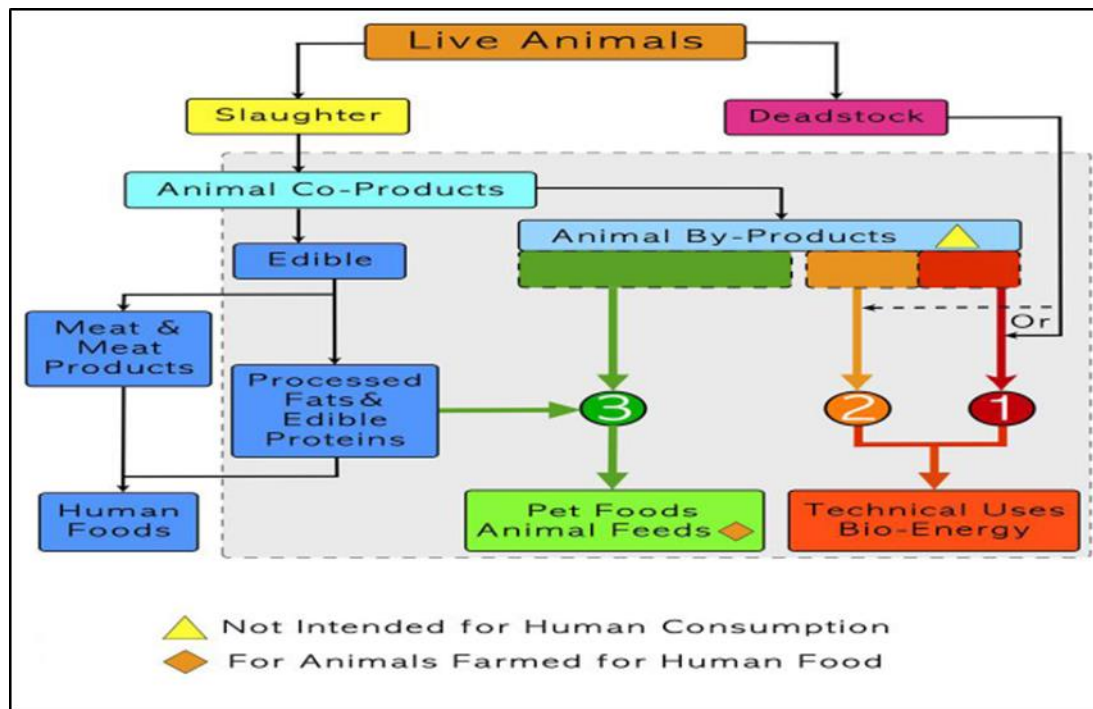 Live Animals
Slaughter
Deadstock
Animal Co-Products
Animal By-Products
Edible
Or
Meat &
Meat
Products
Processed
Fats &
Edible
Proteins
3
2
1
Human
Foods
Pet Foods
Animal Feeds
Technical Uses
Bio-Energy
Not Intended for Human Consumption
For Animals Farmed for Human Food